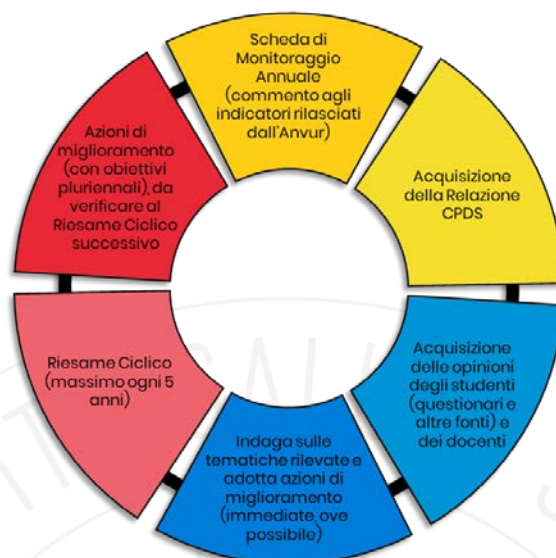 Scheda di
Monitoraggio
Annuale
(commento agli
indicatori rilasciati
dall'Anvur)
Acquisizione
della Relazione
CPDS
Acquisizione
delle opinioni
degli studenti
(questionari e
altre fonti) e
dei docenti
Indaga sulle
tematiche rilevate e
adotta azioni di
miglioramento
(immediate, ove
possibile)
Riesame Ciclico
(massimo ogni 5
anni)
Azioni di
miglioramento
(con obiettivi
pluriennali), da
verificare al
Riesame Ciclico
successivo